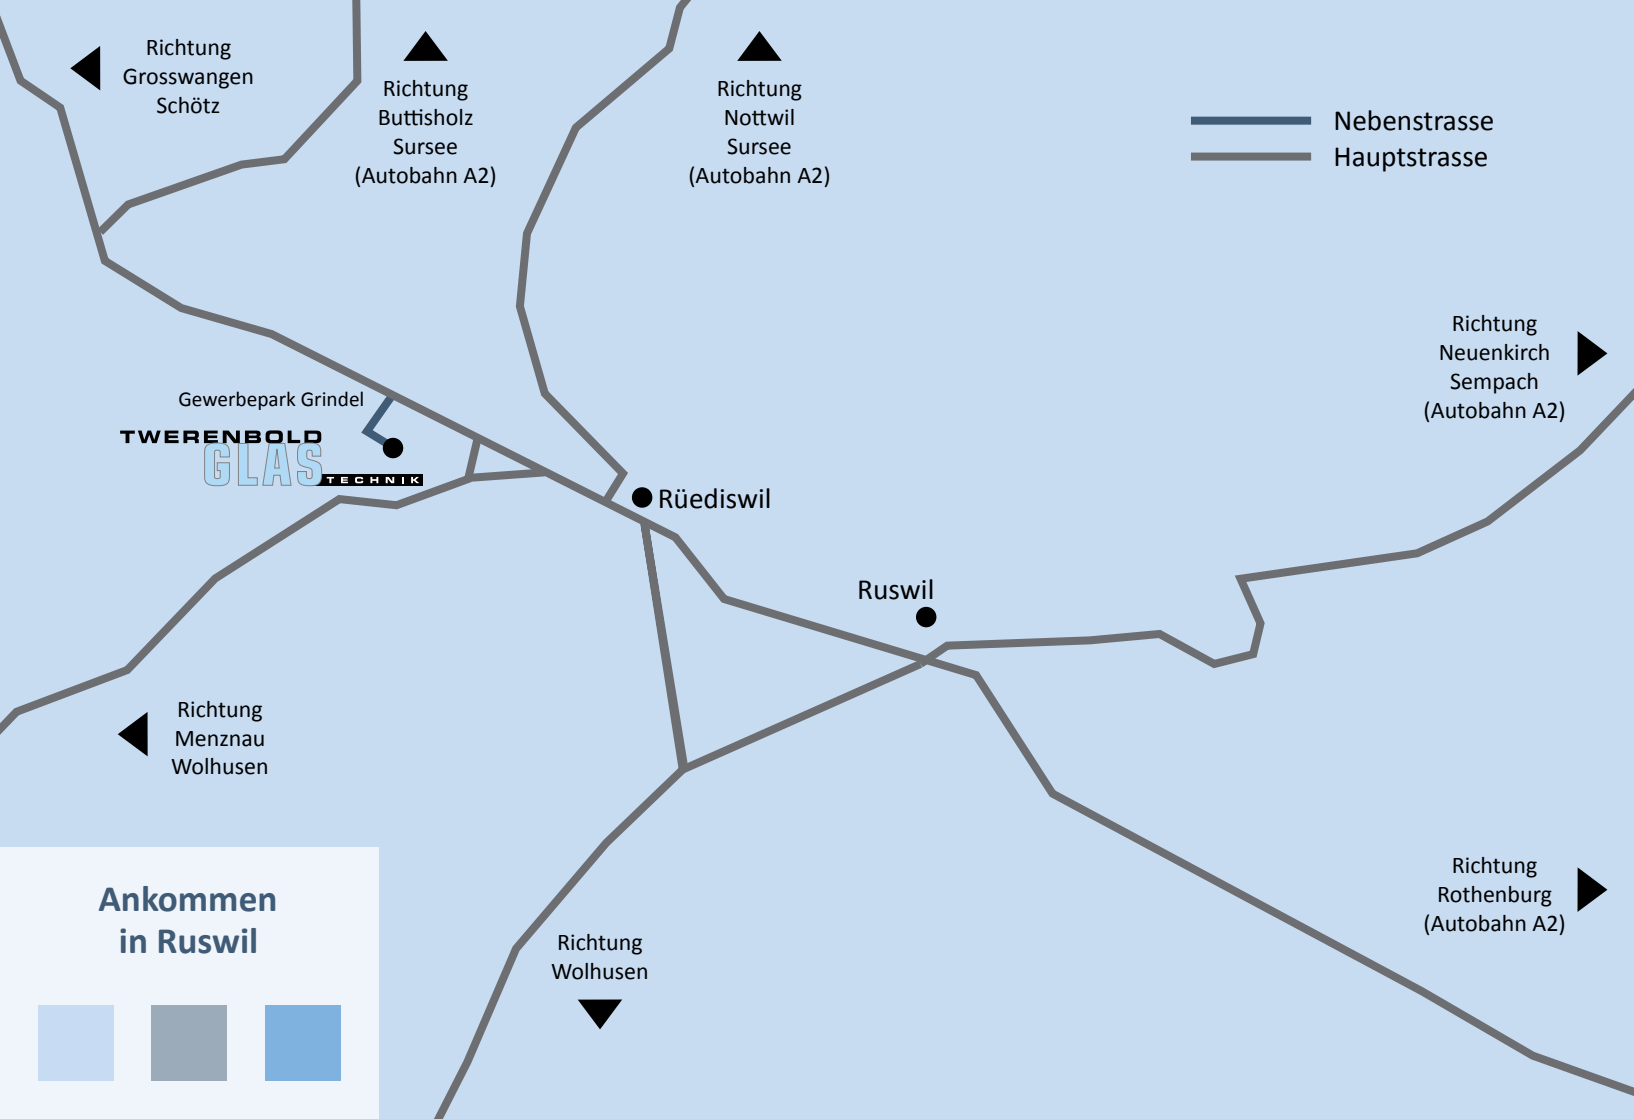 Richtung
Grosswangen
Schötz
Richtung
Buttisholz
Sursee
(Autobahn A2)
Richtung
Nottwil
Sursee
(Autobahn A2)
Nebenstrasse
Hauptstrasse
Richtung
Neuenkirch
Sempach
(Autobahn A2)
Gewerbepark Grindel
TWERENBOLD
GLAS
TECHNIK
Rüediswil
Ruswil
Richtung
Menznau
Wolhusen
Richtung
Rothenburg
(Autobahn A2)
Ankommen
in Ruswil
Richtung
Wolhusen